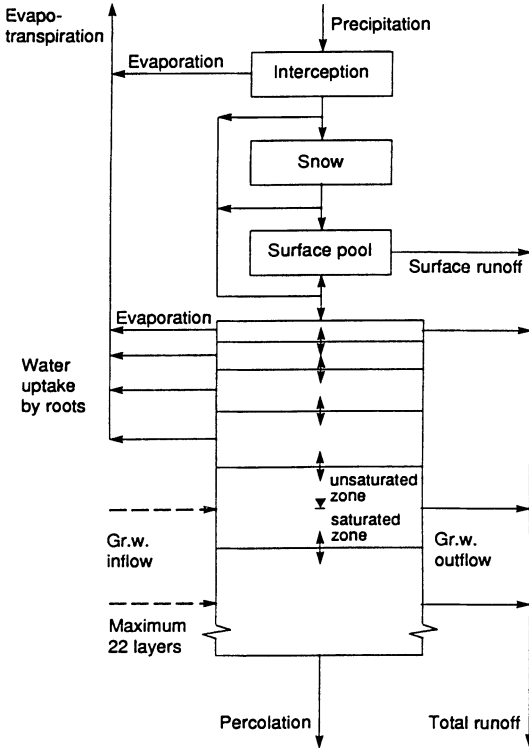 Evapo-
transpiration
Precipitation
Evaporation
Interception
Snow
Surface pool
Surface runoff
Evaporation
Water
uptake
by roots
unsaturated
zone
saturated
zone
Gr.w.
inflow
Gr.w.
outflow
Maximum
22 layers
Percolation
Total runoff